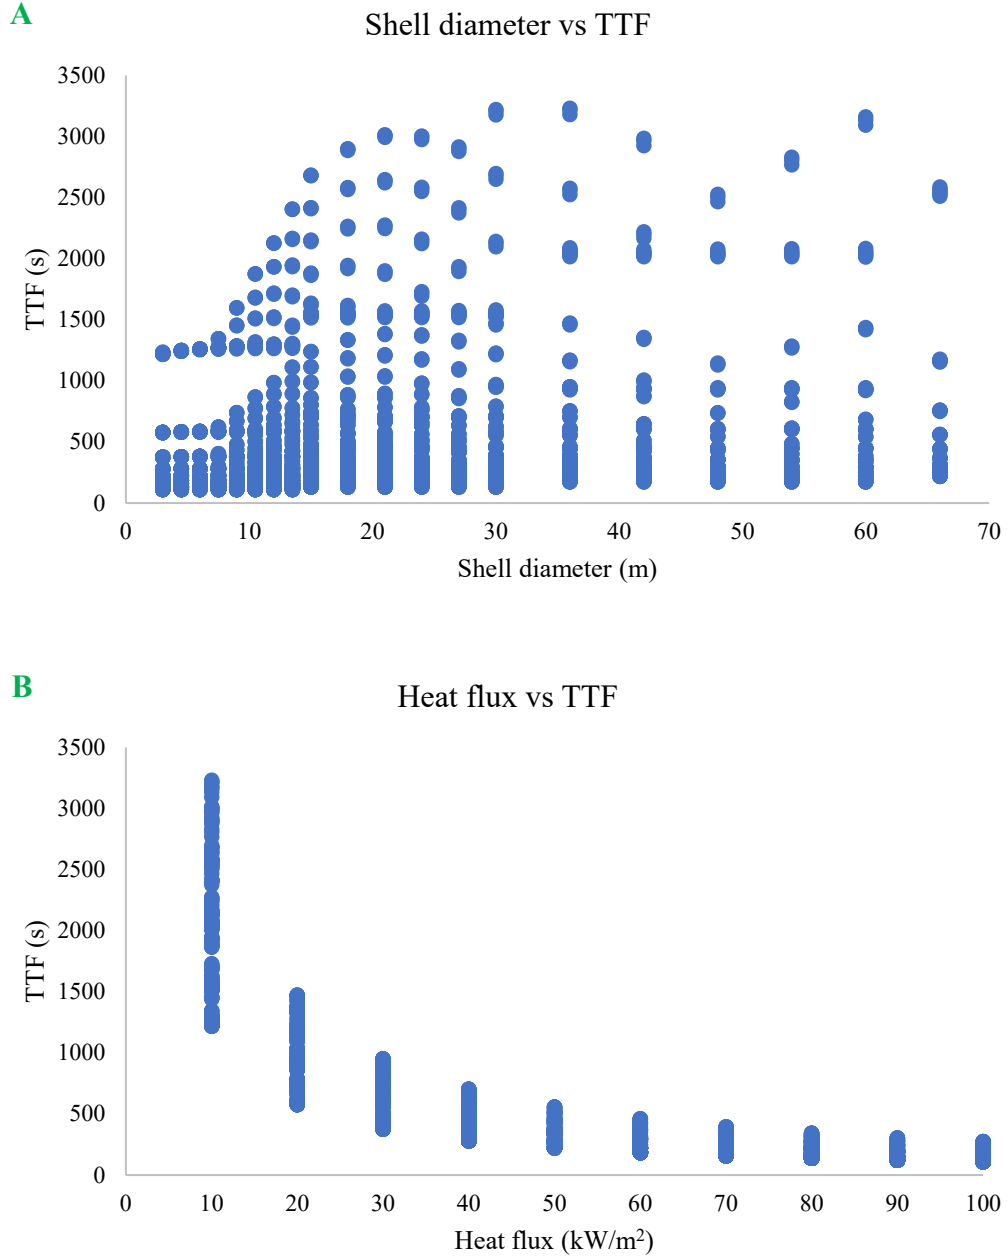 A
Shell diameter vs TTF
3500
3000
2500
2000
1500
1000
500
0
TTF (s)
0 10 20 30 40 50 60 70
Shell diameter (m)
B
Heat flux vs TTF
3500
3000
2500
2000
1500
1000
500
0
TTF (s)
0 10 20 30 40 50 60 70 80 90 100
Heat flux (kW/m²)